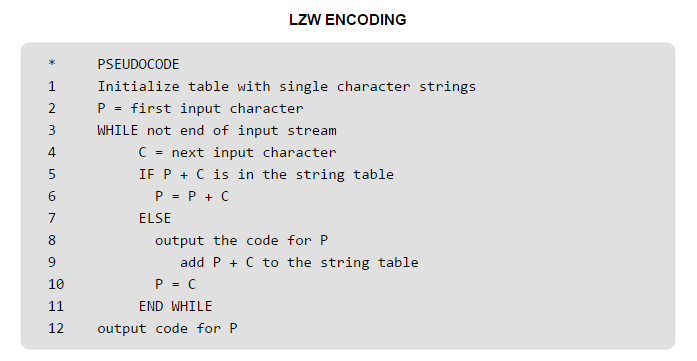 LZW ENCODING
* PSEUDOCODE
1 Initialize table with single character strings
2 P = first input character
3 WHILE not end of input stream
4 C = next input character
5 IF P + C is in the string table
6 P = P + C
7 ELSE
8 output the code for P
9 add P + C to the string table
10 P = C
11 END WHILE
12 output code for P